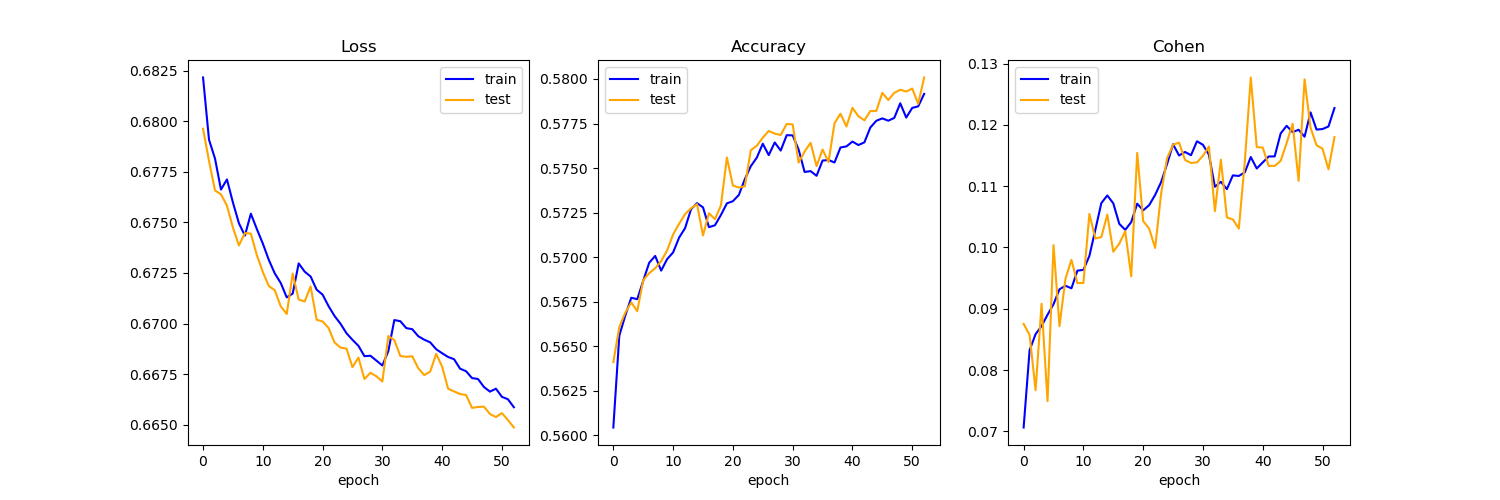 Loss
0.6825
0.6800
0.6775
0.6750
0.6725
0.6700
0.6675
0.6650
train
test
0 10 20 30 40 50
epoch
Accuracy
0.5800
0.5775
0.5750
0.5725
0.5700
0.5675
0.5650
0.5625
0.5600
train
test
0 10 20 30 40 50
epoch
Cohen
0.13
0.12
0.11
0.10
0.09
0.08
0.07
train
test
0 10 20 30 40 50
epoch